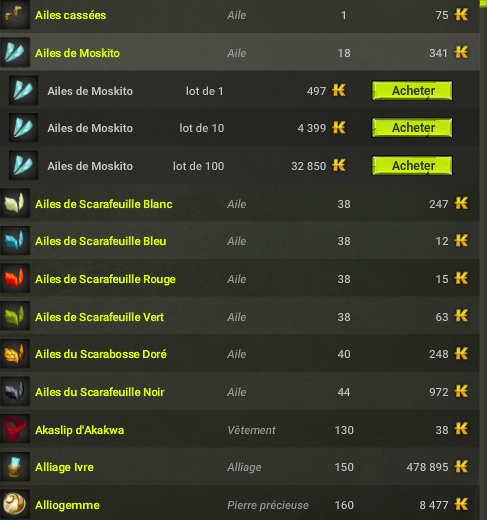 Ailes cassées Aile 1 75
Ailes de Moskito Aile 18 341
Ailes de Moskito lot de 1 497 Acheter
Ailes de Moskito lot de 10 4 399 Acheter
Ailes de Moskito lot de 100 32 850 Acheter
Ailes de Scarafeuille Blanc Aile 38 247
Ailes de Scarafeuille Bleu Aile 38 12
Ailes de Scarafeuille Rouge Aile 38 15
Ailes de Scarafeuille Vert Aile 38 63
Ailes du Scarabosse Doré Aile 40 248
Ailes du Scarafeuille Noir Aile 44 972
Akaslip d'Akakwa Vêtement 130 38
Alliage Ivre Alliage 150 478 895
Alliogemme Pierre précieuse 160 8 477